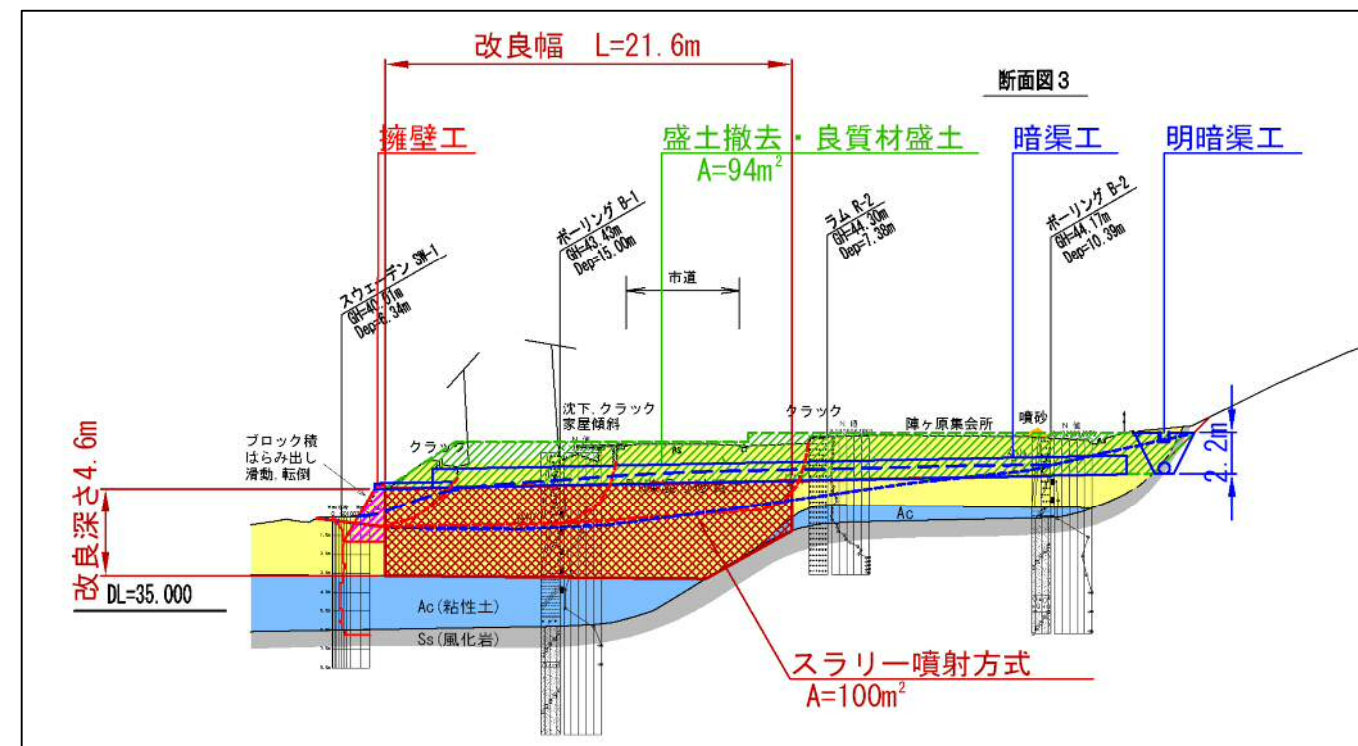 改良幅 L=21.6m
断面図3
擁壁工
盛土撤去・良質材盛土
A=94m²
暗渠工
明暗渠工
スウェーデン SW-1
GH=40.01m
Dep=6.34m
ボーリング B-1
GH=43.43m
Dep=15.00m
ラム R-2
GH=44.30m
Dep=7.38m
ボーリング B-2
GH=44.17m
Dep=10.39m
市道
沈下,クラック
家屋傾斜
クラック
陣ヶ原集会所
噴砂
ブロック積
はらみ出し
滑動,転倒
クラック
N 値
2.2m
改良深さ4.6m
DL=35.000
Ac
Ac(粘性土)
Ss(風化岩)
スラリー噴射方式
A=100m²